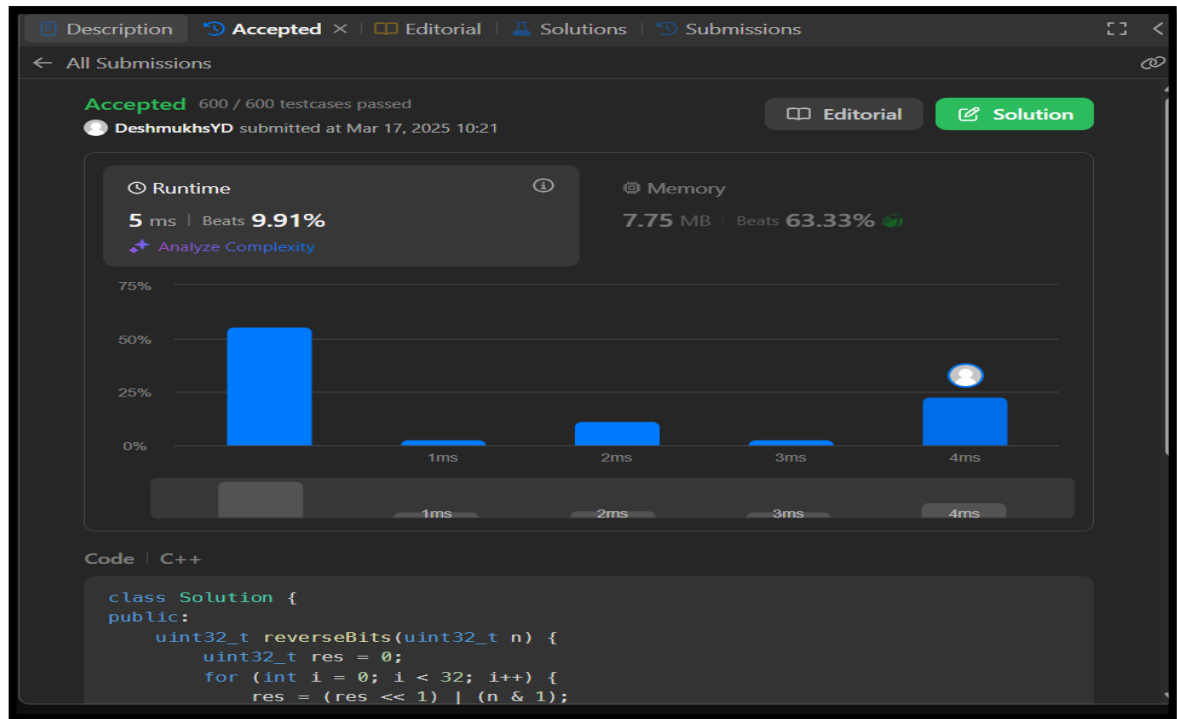 Description Accepted Editorial Solutions Submissions
All Submissions
Accepted 600 / 600 testcases passed
DeshmukhsYD submitted at Mar 17, 2025 10:21
Editorial Solution
Runtime Memory
5 ms | Beats 9.91% 7.75 MB | Beats 63.33%
Analyze Complexity
75%
50%
25%
0%
1ms 2ms 3ms 4ms
1ms 2ms 3ms 4ms
Code | C++
class Solution {
public:
    uint32_t reverseBits(uint32_t n) {
        uint32_t res = 0;
        for (int i = 0; i < 32; i++) {
            res = (res << 1) | (n & 1);